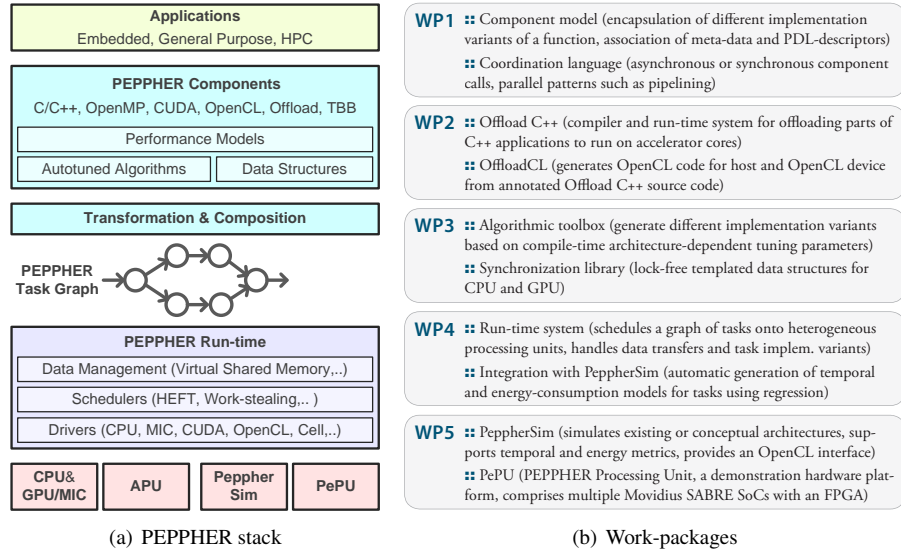 Applications
Embedded, General Purpose, HPC
PEPPHER Components
C/C++, OpenMP, CUDA, OpenCL, Offload, TBB
Performance Models
Autotuned Algorithms
Data Structures
Transformation & Composition
PEPPHER
Task Graph
PEPPHER Run-time
Data Management (Virtual Shared Memory,..)
Schedulers (HEFT, Work-stealing,.. )
Drivers (CPU, MIC, CUDA, OpenCL, Cell,..)
CPU&
GPU/MIC
APU
Peppher
Sim
PePU
(a) PEPPHER stack
WP1 :: Component model (encapsulation of different implementation
variants of a function, association of meta-data and PDL-descriptors)
:: Coordination language (asynchronous or synchronous component
calls, parallel patterns such as pipelining)
WP2 :: Offload C++ (compiler and run-time system for offloading parts of
C++ applications to run on accelerator cores)
:: OffloadCL (generates OpenCL code for host and OpenCL device
from annotated Offload C++ source code)
WP3 :: Algorithmic toolbox (generate different implementation variants
based on compile-time architecture-dependent tuning parameters)
:: Synchronization library (lock-free templated data structures for
CPU and GPU)
WP4 :: Run-time system (schedules a graph of tasks onto heterogeneous
processing units, handles data transfers and task implem. variants)
:: Integration with PeppherSim (automatic generation of temporal
and energy-consumption models for tasks using regression)
WP5 :: PeppherSim (simulates existing or conceptual architectures, sup-
ports temporal and energy metrics, provides an OpenCL interface)
:: PePU (PEPPHER Processing Unit, a demonstration hardware plat-
form, comprises multiple Movidius SABRE SoCs with an FPGA)
(b) Work-packages